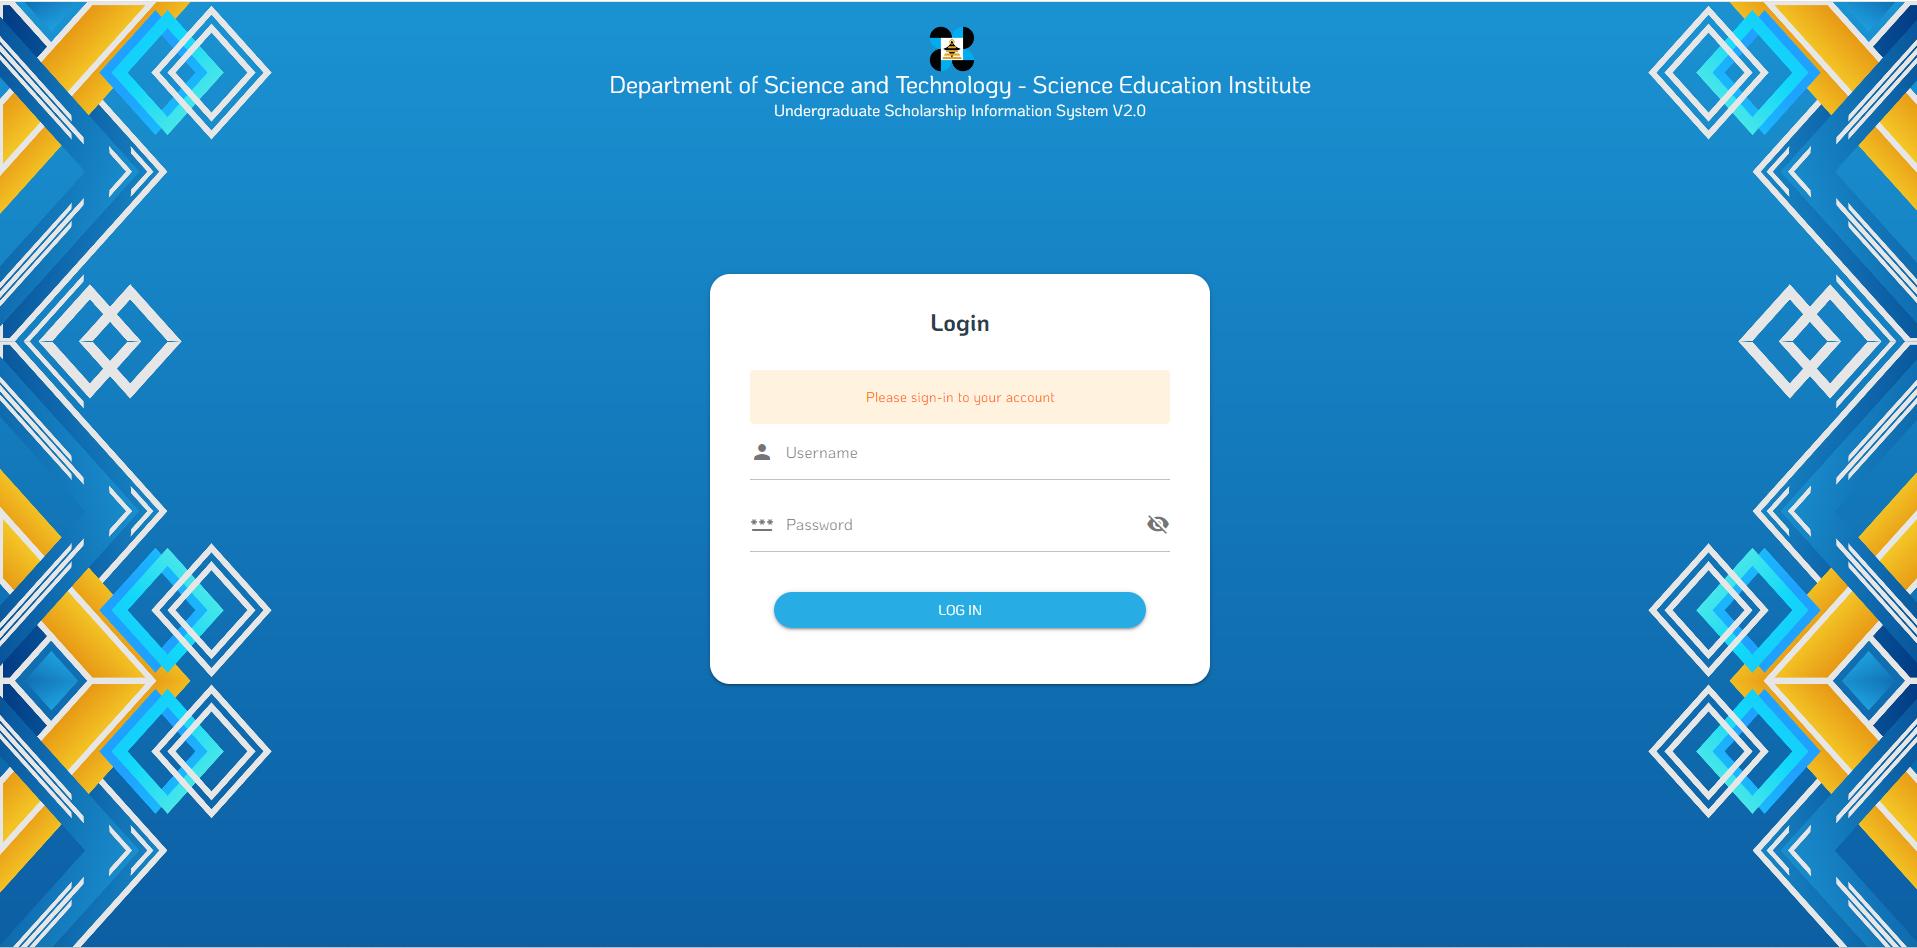 Department of Science and Technology - Science Education Institute
Undergraduate Scholarship Information System V2.0
Login
Please sign-in to your account
Username
Password
LOG IN